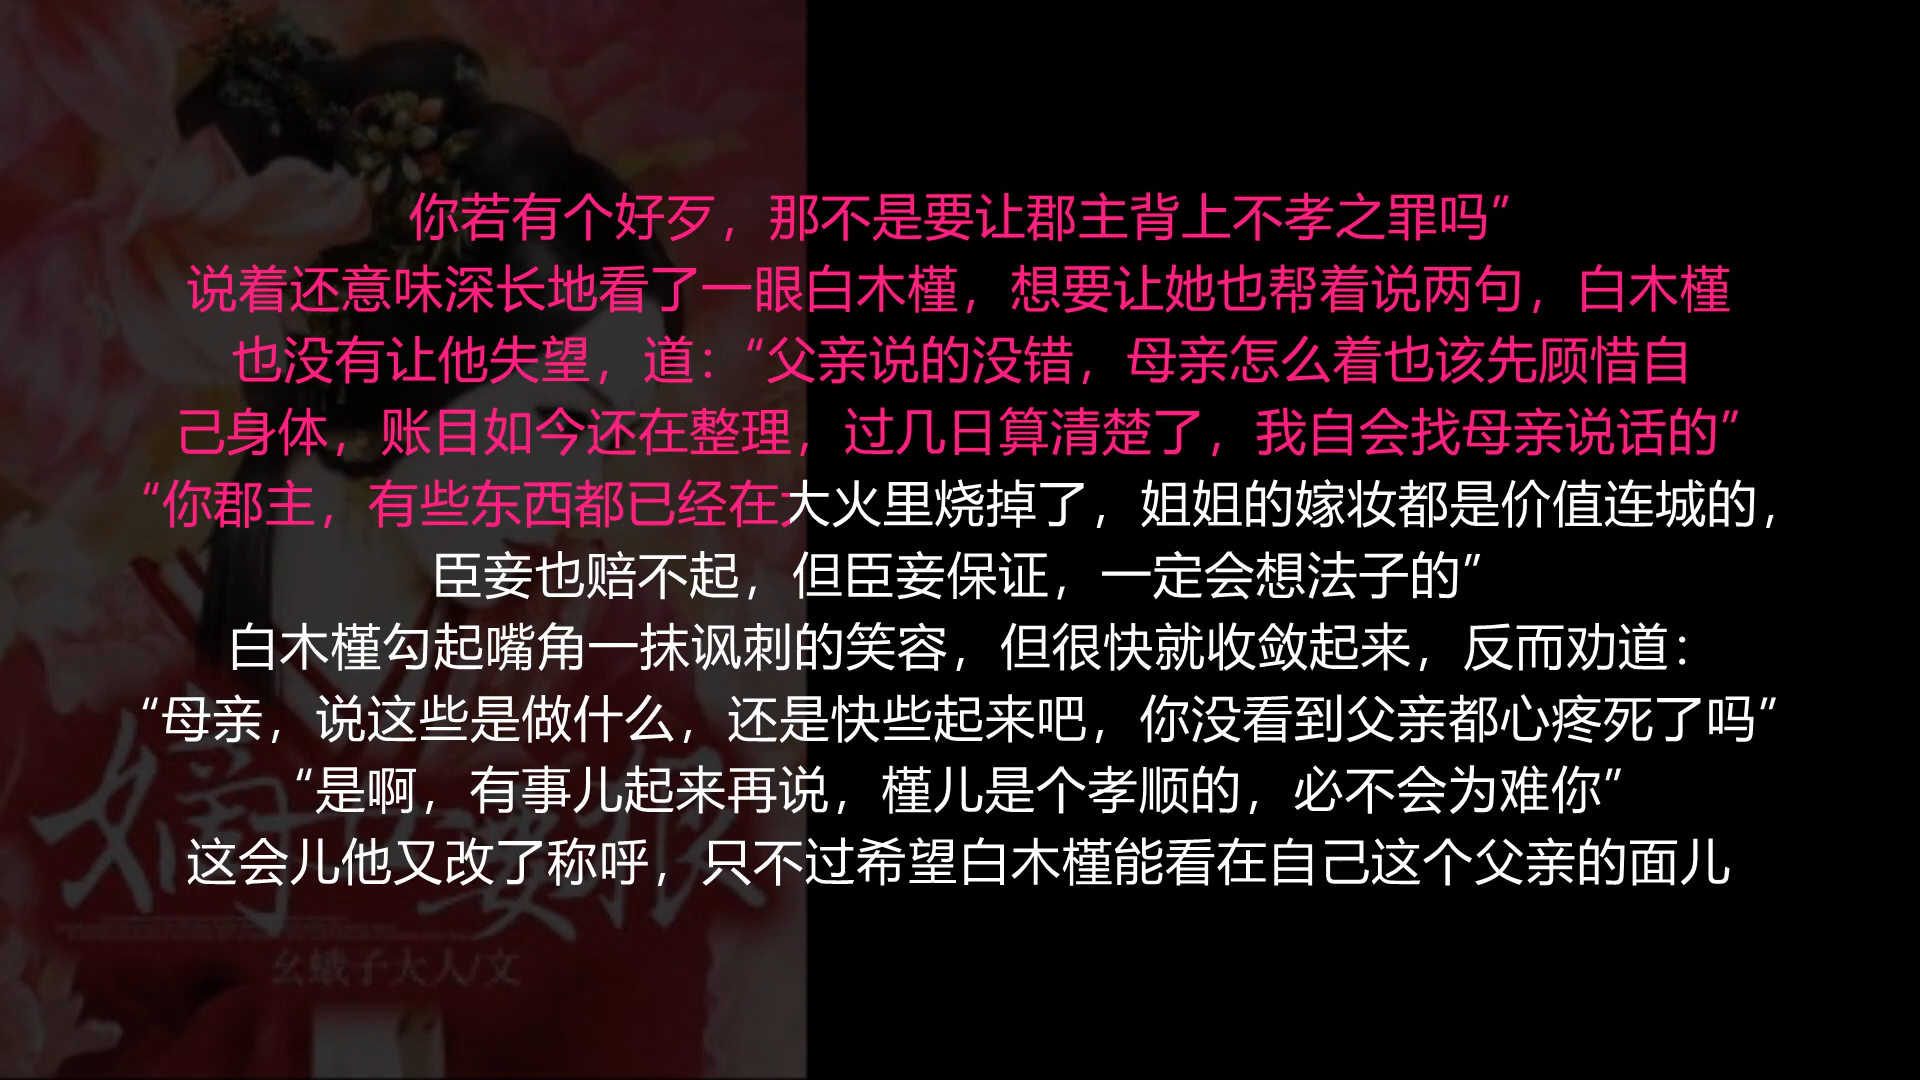 你若有个好歹，那不是要让郡主背上不孝之罪吗”
说着还意味深长地看了一眼白木槿，想要让她也帮着说两句，白木槿
也没有让他失望，道：“父亲说的没错，母亲怎么着也该先顾惜自
己身体，账目如今还在整理，过几日算清楚了，我自会找母亲说话的”
“你郡主，有些东西都已经在大火里烧掉了，姐姐的嫁妆都是价值连城的，
臣妾也赔不起，但臣妾保证，一定会想法子的”
白木槿勾起嘴角一抹讽刺的笑容，但很快就收敛起来，反而劝道：
“母亲，说这些是做什么，还是快些起来吧，你没看到父亲都心疼死了吗”
“是啊，有事儿起来再说，槿儿是个孝顺的，必不会为难你”
这会儿他又改了称呼，只不过希望白木槿能看在自己这个父亲的面儿
幺蛾子大人/文